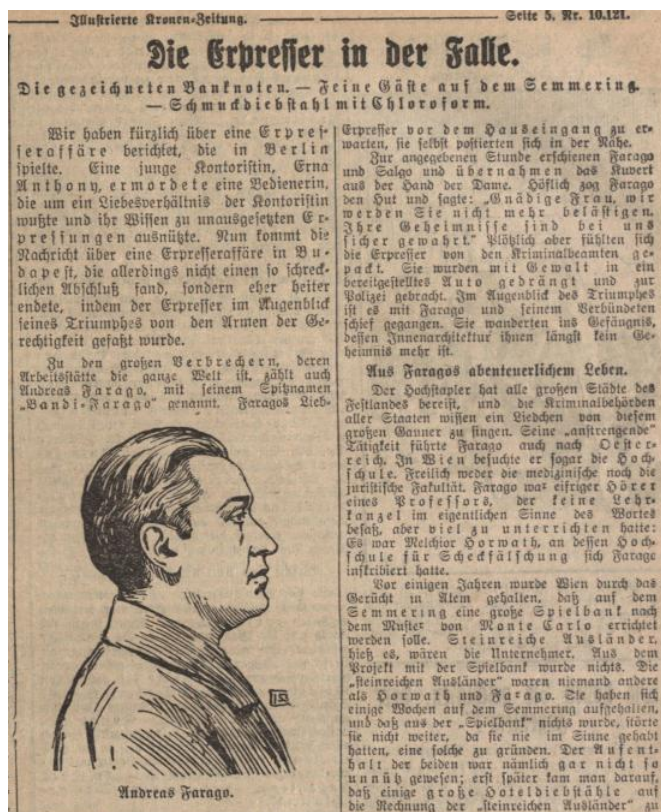 Illustrierte Kronen-Zeitung.
Seite 5, Nr. 10.121.
Die Erpresser in der Falle.
Die gezeichneten Banknoten. — Feine Gäste auf dem Semmering.
— Schmuckdiebstahl mit Chloroform.
Wir haben kürzlich über eine Erpres-
seraffäre berichtet, die in Berlin
spielte. Eine junge Kontoristin, Erna
Anthony, ermordete eine Bedienerin,
die um ein Liebesverhältnis der Kontoristin
wußte und ihr Wissen zu unausgesetzten Er-
pressungen ausnützte. Nun kommt die
Nachricht über eine Erpresseraffäre in Bu-
dapest, die allerdings nicht einen so schreck-
lichen Abschluß fand, sondern eher heiter
endete, indem der Erpresser im Augenblick
seines Triumphes von den Armen der Ge-
rechtigkeit gefaßt wurde.
Zu den großen Verbrechern, deren
Arbeitsstätte die ganze Welt ist, zählt auch
Andreas Farago, mit seinem Spitznamen
„Bandi-Farago" genannt. Faragos Lieb-
Andreas Farago.
Erpresser vor dem Hauseingang zu er-
warten, sie selbst postierten sich in der Nähe.
Zur angegebenen Stunde erschienen Farago
und Salgo und übernahmen das Kuvert
aus der Hand der Dame. Höflich zog Farago
den Hut und sagte: „Gnädige Frau, wir
werden Sie nicht mehr belästigen.
Ihre Geheimnisse sind bei uns
sicher gewahrt." Plötzlich aber fühlten sich
die Erpresser von den Kriminalbeamten ge-
packt. Sie wurden mit Gewalt in ein
bereitgestelltes Auto gedrängt und zur
Polizei gebracht. Im Augenblick des Triumphes
ist es mit Farago und seinem Verbündeten
schief gegangen. Sie wanderten ins Gefängnis,
dessen Innenarchitektur ihnen längst kein Ge-
heimnis mehr ist.
Aus Faragos abenteuerlichem Leben.
Der Hochstapler hat alle großen Städte des
Festlandes bereist, und die Kriminalbehörden
aller Staaten wissen ein Liedchen von diesem
großen Gauner zu singen. Seine „anstrengende"
Tätigkeit führte Farago auch nach Oester-
reich. In Wien besuchte er sogar die Hoch-
schule. Freilich weder die medizinische noch die
juristische Fakultät. Farago war eifriger Hörer
eines Professors, der keine Lehr-
kanzel im eigentlichen Sinne des Wortes
besaß, aber viel zu unterrichten hatte:
Es war Melchior Horwath, an dessen Hoch-
schule für Scheckfälschung sich Farago
inskribiert hatte.
Vor einigen Jahren wurde Wien durch das
Gerücht in Atem gehalten, daß auf dem
Semmering eine große Spielbank nach
dem Muster von Monte Carlo errichtet
werden solle. Steinreiche Ausländer,
hieß es, wären die Unternehmer. Aus dem
Projekt mit der Spielbank wurde nichts. Die
„steinreichen Ausländer" waren niemand andere
als Horwath und Farago. Sie haben sich
einige Wochen auf dem Semmering aufgehalten,
und daß aus der „Spielbank" nichts wurde, störte
sie nicht weiter, da sie nie im Sinne gehabt
hatten, eine solche zu gründen. Der Aufent-
halt der beiden war nämlich gar nicht so
unnütz gewesen; erst später kam man darauf,
daß einige große Hoteldiebstähle auf
die Rechnung der „steinreichen Ausländer" zu